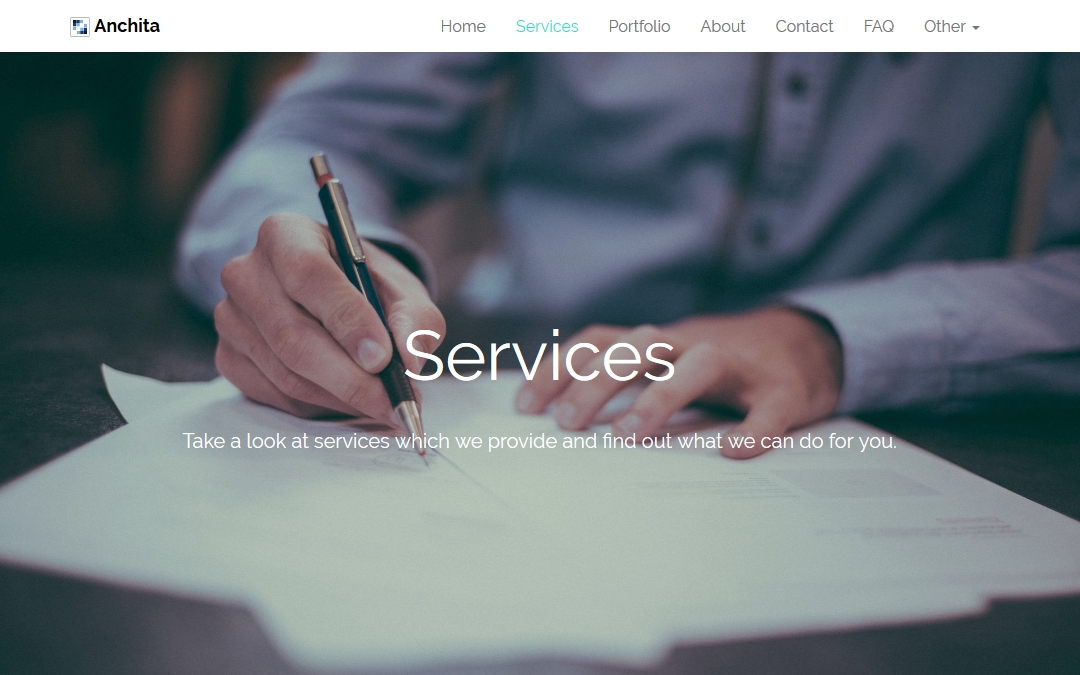 Anchita
Home Services Portfolio About Contact FAQ Other
Services
Take a look at services which we provide and find out what we can do for you.